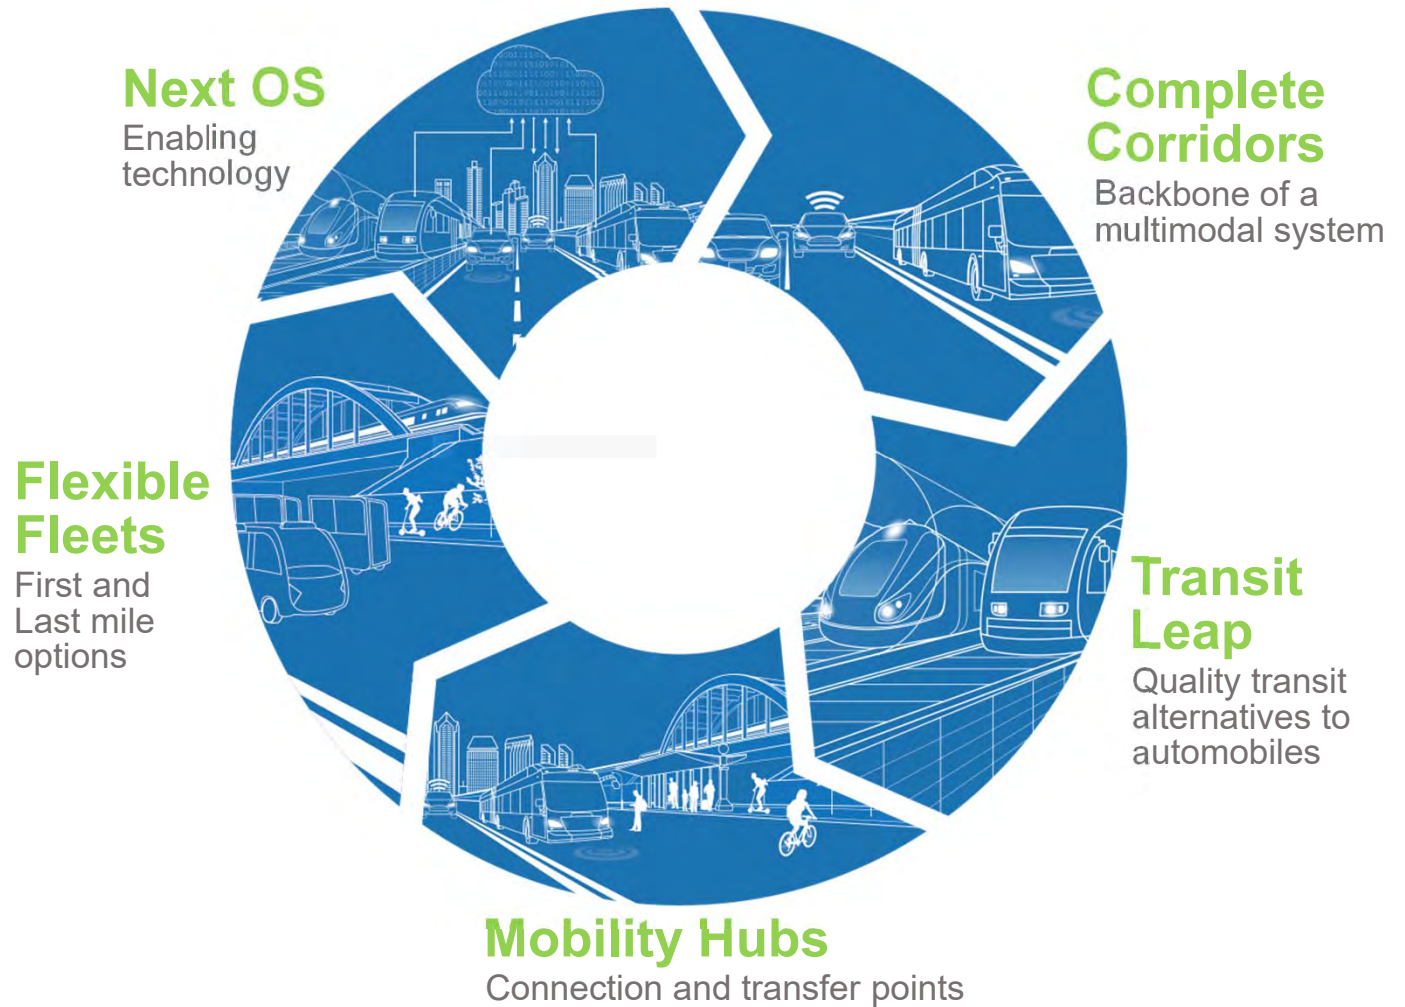 Next OS
Enabling
technology
Complete
Corridors
Backbone of a
multimodal system
Flexible
Fleets
First and
Last mile
options
Transit
Leap
Quality transit
alternatives to
automobiles
Mobility Hubs
Connection and transfer points